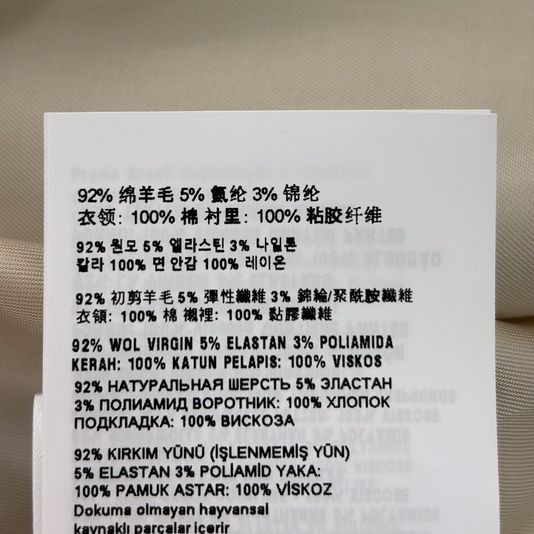 92% 绵羊毛 5% 氨纶 3% 锦纶
衣领: 100% 棉 衬里: 100% 粘胶纤维
92% 원모 5% 엘라스틴 3% 나일론
칼라 100% 면 안감 100% 레이온
92% 初剪羊毛 5% 彈性纖維 3% 錦綸/聚酰胺纖維
衣領: 100% 棉 襯裡: 100% 黏膠纖維
92% WOL VIRGIN 5% ELASTAN 3% POLIAMIDA
KERAH: 100% KATUN PELAPIS: 100% VISKOS
92% НАТУРАЛЬНАЯ ШЕРСТЬ 5% ЭЛАСТАН
3% ПОЛИАМИД ВОРОТНИК: 100% ХЛОПОК
ПОДКЛАДКА: 100% ВИСКОЗА
92% KIRKIM YÜNÜ (İŞLENMEMİŞ YÜN)
5% ELASTAN 3% POLİAMİD YAKA:
100% PAMUK ASTAR: 100% VİSKOZ
Dokuma olmayan hayvansal
kaynaklı parçalar içerir